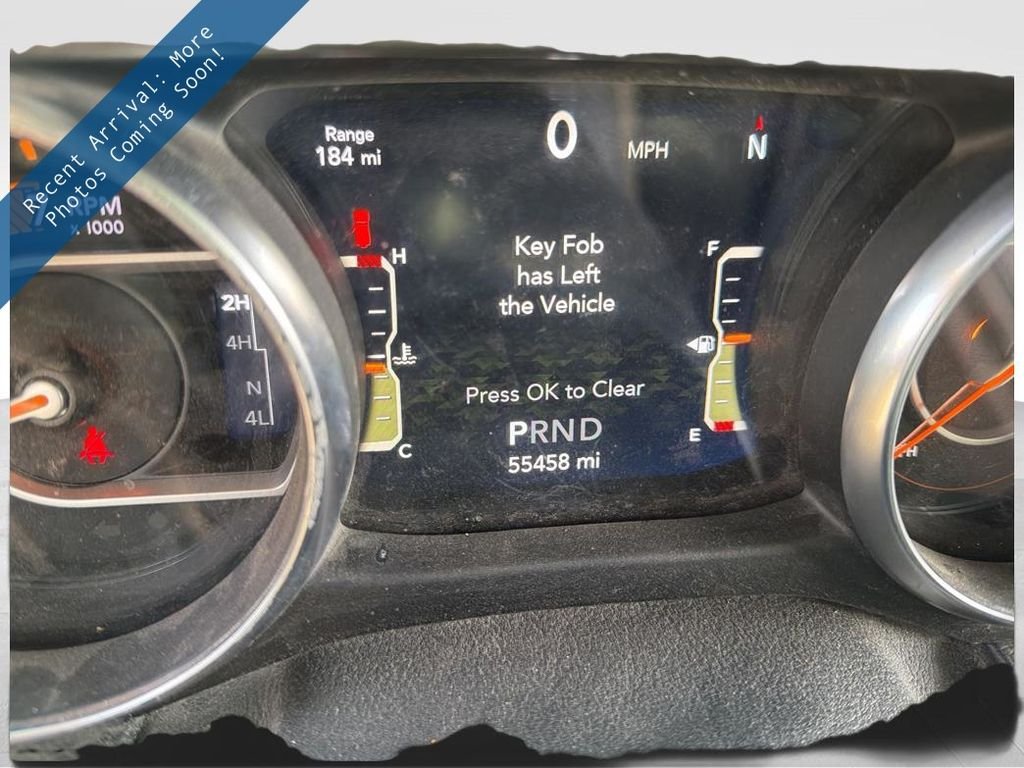 Recent Arrival: More
Photos Coming Soon!
Range
184 mi
0 MPH
N
RPM
x 1000
2H
4H
N
4L
H
C
Key Fob
has Left
the Vehicle
F
E
Press OK to Clear
PRND
55458 mi